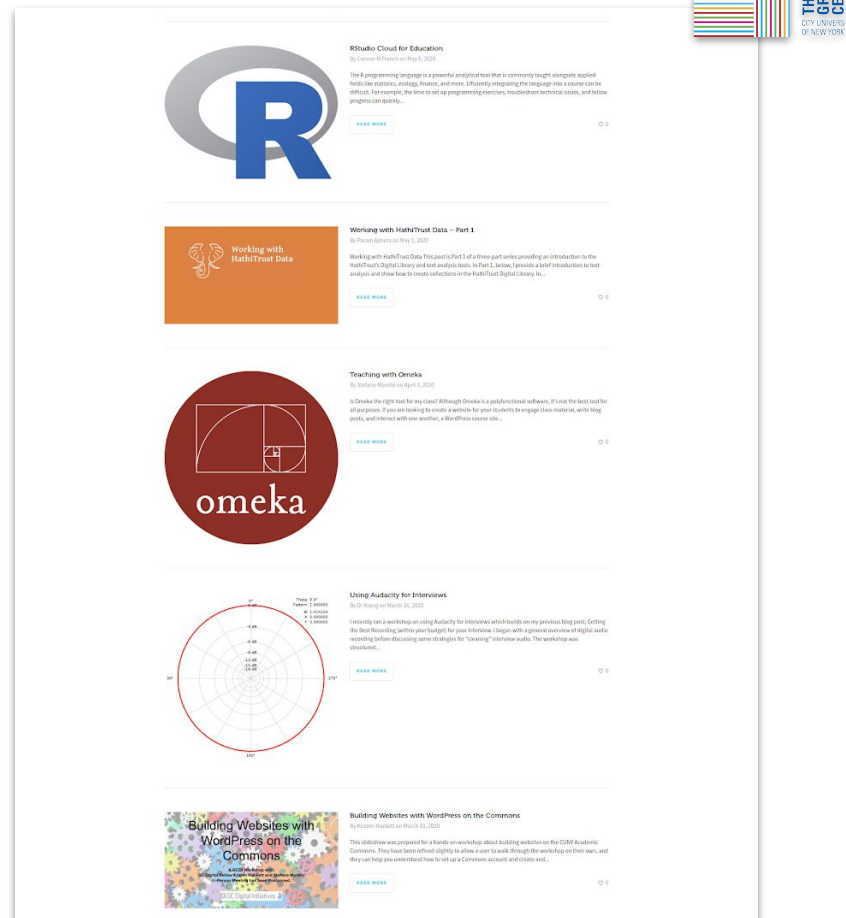 TH
GR
CE
CITY UNIVERS
OF NEW YORK
R
RStudio Cloud for Education
By Connor M French on May 6, 2020
The R programming language is a powerful analytical tool that is commonly taught alongside applied
fields like statistics, ecology, finance, and more. Efficiently integrating the language into a course can be
difficult. For example, the time to set up programming exercises, troubleshoot technical issues, and follow
progress can quickly...
READ MORE
0
Working with
HathiTrust Data
Working with HathiTrust Data – Part 1
By Param Ajmera on May 1, 2020
Working with HathiTrust Data This post is Part 1 of a three-part-series providing an introduction to the
HathiTrust's Digital Library and text analysis tools. In Part 1, below, I provide a brief introduction to text
analysis and show how to create collections in the HathiTrust Digital Library. In...
READ MORE
0
omeka
Teaching with Omeka
By Stefano Morello on April 3, 2020
Is Omeka the right tool for my class? Although Omeka is a polyfunctional software, it's not the best tool for
all purposes. If you are looking to create a website for your students to engage class material, write blog
posts, and interact with one another, a WordPress course site...
READ MORE
0
Using Audacity for Interviews
By Di Yoong on March 16, 2020
I recently ran a workshop on using Audacity for interviews which builds on my previous blog post, Getting
the Best Recording (within your budget) for your Interview. I began with a general overview of digital audio
recording before discussing some strategies for "cleaning" interview audio. The workshop was
structured...
READ MORE
0
Building Websites with
WordPress on the
Commons
GC Digital Initiatives
Building Websites with WordPress on the Commons
By Kristen Hackett on March 10, 2020
This slideshow was prepared for a hands-on workshop about building websites on the CUNY Academic
Commons. They have been refined slightly to allow a user to walk through the workshop on their own, and
they can help you understand how to set up a Commons account and create and...
READ MORE
0